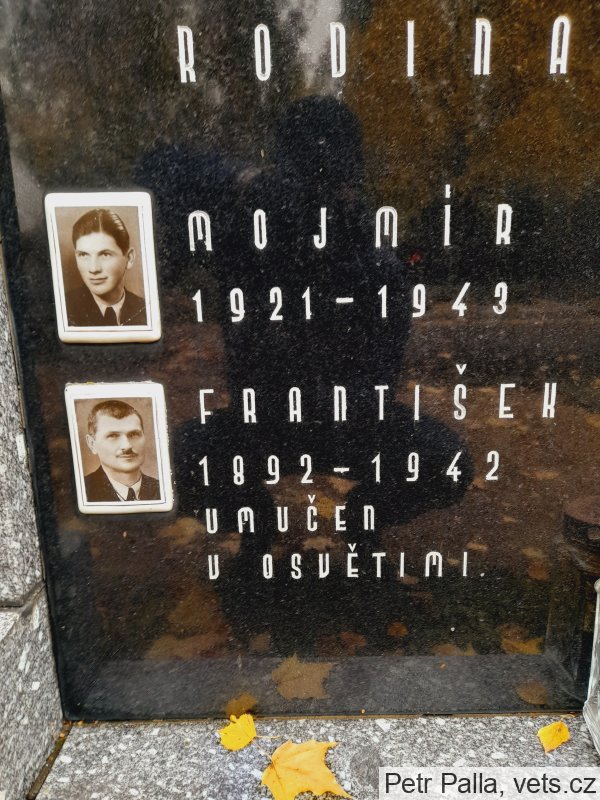 RODINA
MOJMÍR
1921-1943
FRANTIŠEK
1892-1942
UMUČEN
V OSVĚTIMI.
Petr Palla, vets.cz